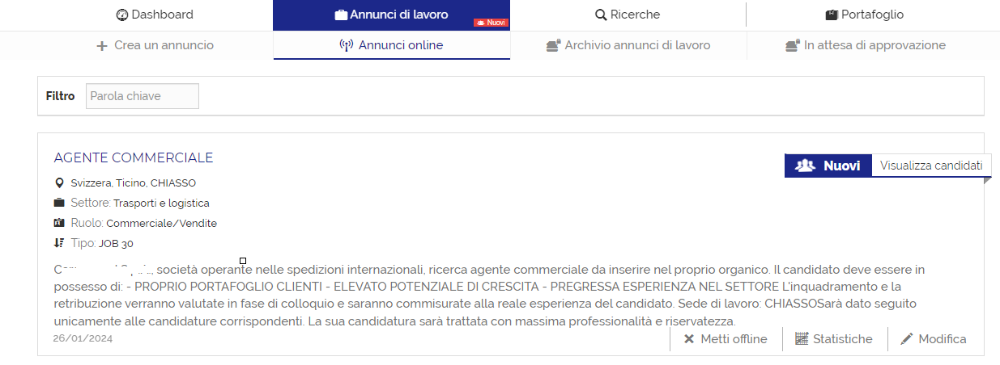 Dashboard
Annunci di lavoro
Nuovi
Ricerche
Portafoglio
Crea un annuncio
Annunci online
Archivio annunci di lavoro
In attesa di approvazione
Filtro Parola chiave
AGENTE COMMERCIALE
Nuovi Visualizza candidati
Svizzera, Ticino, CHIASSO
Settore: Trasporti e logistica
Ruolo: Commerciale/Vendite
Tipo: JOB 30
società operante nelle spedizioni internazionali, ricerca agente commerciale da inserire nel proprio organico. Il candidato deve essere in
possesso di: - PROPRIO PORTAFOGLIO CLIENTI - ELEVATO POTENZIALE DI CRESCITA - PREGRESSA ESPERIENZA NEL SETTORE L'inquadramento e la
retribuzione verranno valutate in fase di colloquio e saranno commisurate alla reale esperienza del candidato. Sede di lavoro: CHIASSOSarà dato seguito
unicamente alle candidature corrispondenti. La sua candidatura sarà trattata con massima professionalità e riservatezza.
26/01/2024
Metti offline
Statistiche
Modifica